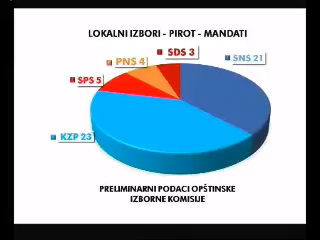 LOKALNI IZBORI - PIROT - MANDATI
SDS 3
PNS 4
SNS 21
SPS 5
KZP 23
PRELIMINARNI PODACI OPŠTINSKE
IZBORNE KOMISIJE